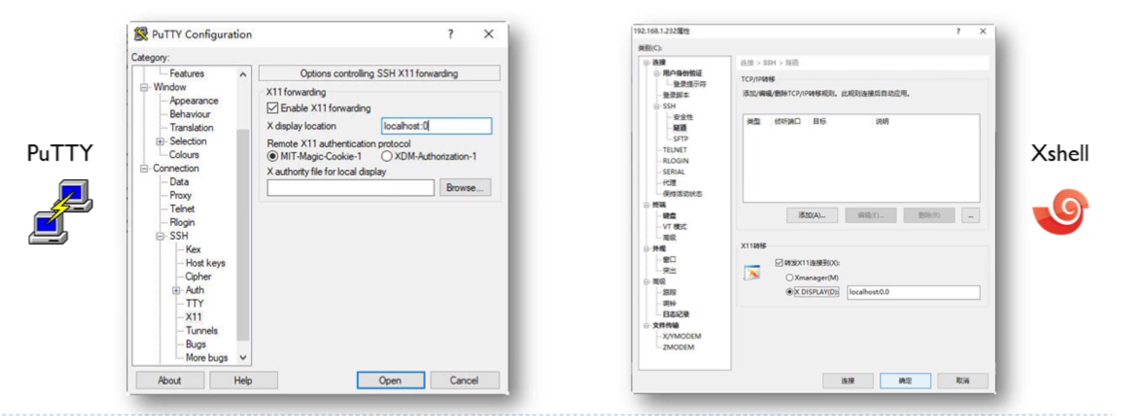 PuTTY
PuTTY Configuration
?
Category:
Features
Window
Appearance
Behaviour
Translation
Selection
Colours
Connection
Data
Proxy
Telnet
Rlogin
SSH
Kex
Host keys
Cipher
Auth
TTY
X11
Tunnels
Bugs
More bugs
Options controlling SSH X11 forwarding
X11 forwarding
Enable X11 forwarding
X display location localhost:0
Remote X11 authentication protocol
MIT-Magic-Cookie-1 XDM-Authorization-1
X authority file for local display
Browse...
About Help Open Cancel
192.168.1.232属性
?
类别(C):
连接
用户身份验证
登录提示符
登录脚本
SSH
安全性
隧道
SFTP
TELNET
RLOGIN
SERIAL
代理
保持活动状态
终端
键盘
VT 模式
高级
外观
窗口
突出
高级
跟踪
日志记录
文件传输
X/YMODEM
ZMODEM
连接 > SSH > 隧道
TCP/IP转移
添加/编辑/删除TCP/IP转移规则。此规则连接后自动应用。
类型 侦听端口 目标 说明
添加(A)... 编辑(E)... 删除(R) ...
X11转移
转发X11连接到(X):
Xmanager(M)
X DISPLAY(D): localhost:0.0
连接 确定 取消
Xshell